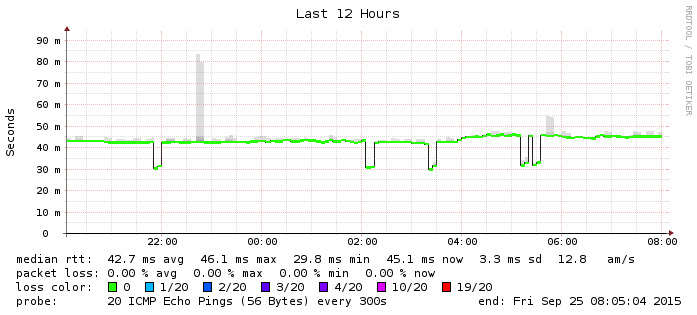 Last 12 Hours
RRDTOOL / TOBI OETIKER
Seconds
90 m
80 m
70 m
60 m
50 m
40 m
30 m
20 m
10 m
0
22:00 00:00 02:00 04:00 06:00 08:00
median rtt: 42.7 ms avg 46.1 ms max 29.8 ms min 45.1 ms now 3.3 ms sd 12.8 am/s
packet loss: 0.00 % avg 0.00 % max 0.00 % min 0.00 % now
loss color: 0 1/20 2/20 3/20 4/20 10/20 19/20
probe: 20 ICMP Echo Pings (56 Bytes) every 300s end: Fri Sep 25 08:05:04 2015